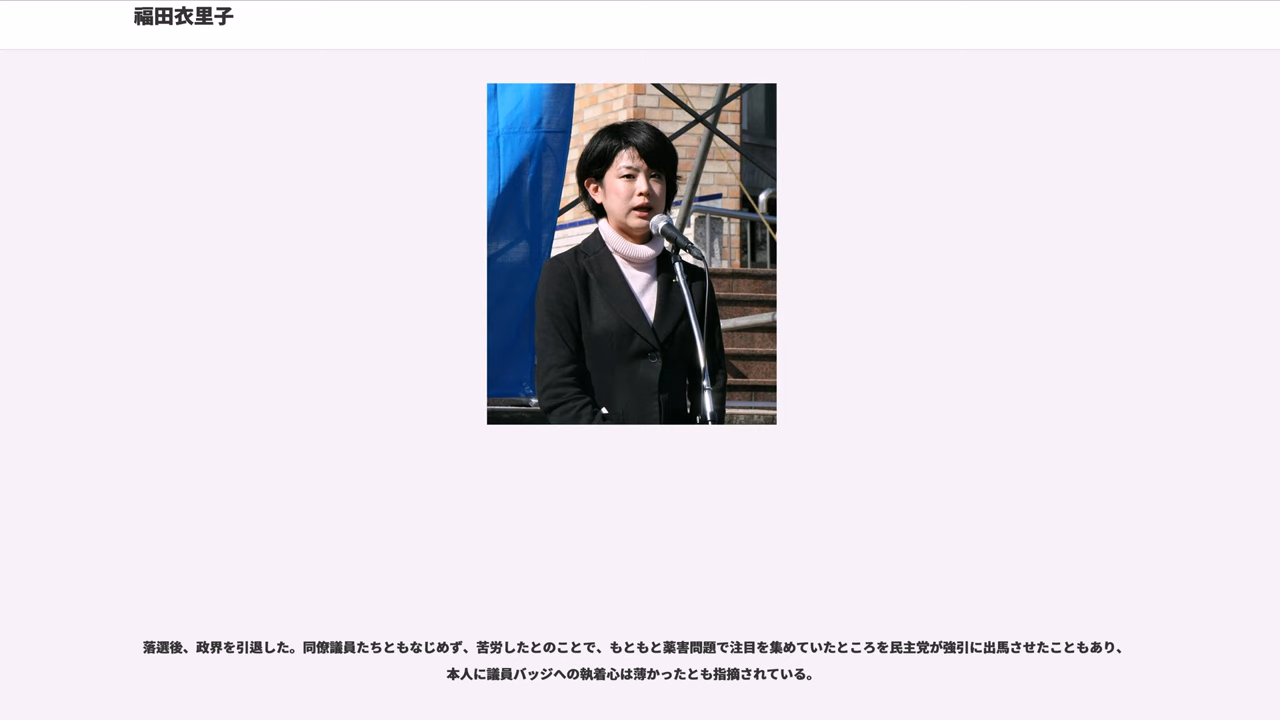 福田衣里子
落選後、政界を引退した。同僚議員たちともなじめず、苦労したとのことで、もともと薬害問題で注目を集めていたところを民主党が強引に出馬させたこともあり、
本人に議員バッジへの執着心は薄かったとも指摘されている。